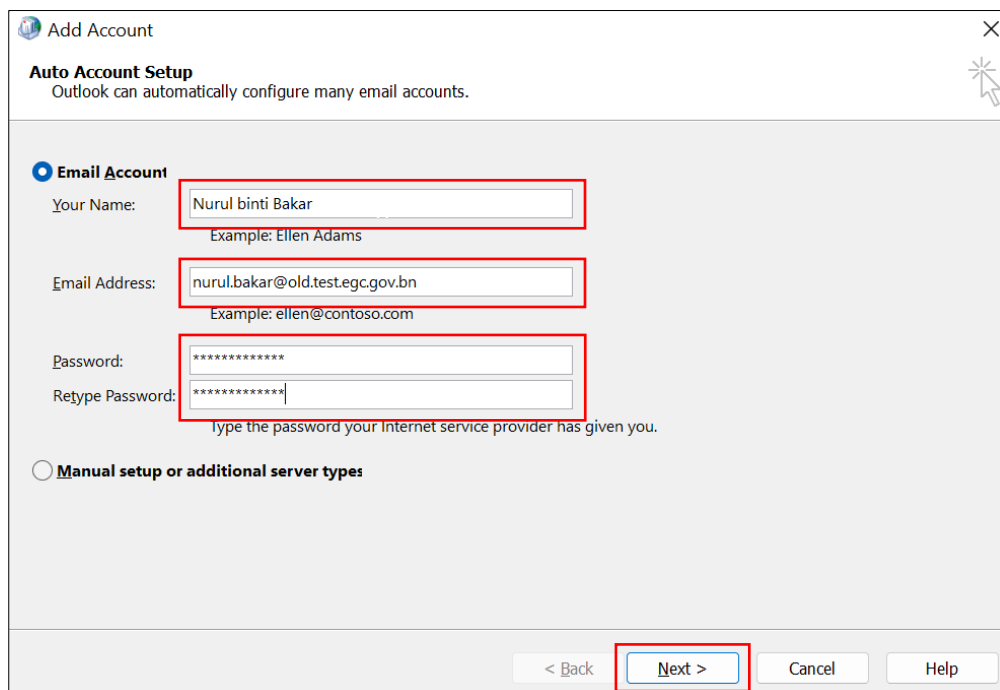 Add Account
Auto Account Setup
Outlook can automatically configure many email accounts.
Email Account
Your Name: Nurul binti Bakar
Example: Ellen Adams
Email Address: nurul.bakar@old.test.egc.gov.bn
Example: ellen@contoso.com
Password: *************
Retype Password: *************
Type the password your Internet service provider has given you.
Manual setup or additional server types
< Back Next > Cancel Help